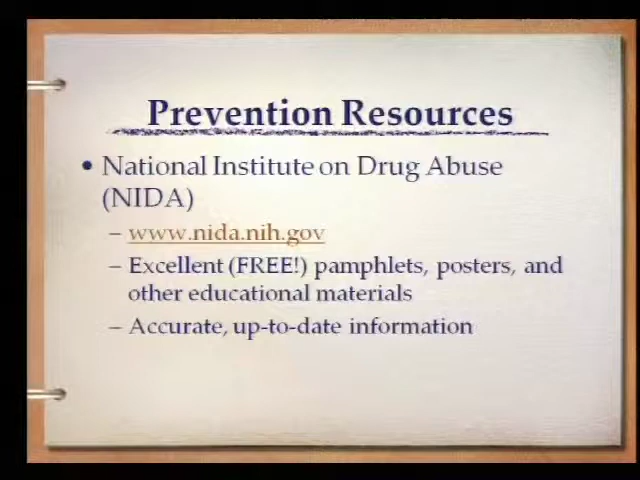 Prevention Resources
• National Institute on Drug Abuse
(NIDA)
– www.nida.nih.gov
– Excellent (FREE!) pamphlets, posters, and
other educational materials
– Accurate, up-to-date information